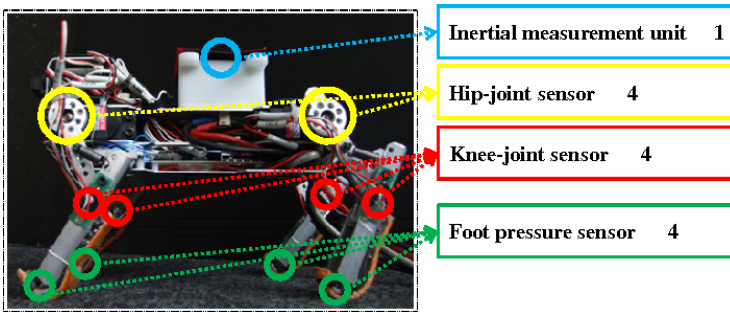 Inertial measurement unit 1
Hip-joint sensor 4
Knee-joint sensor 4
Foot pressure sensor 4